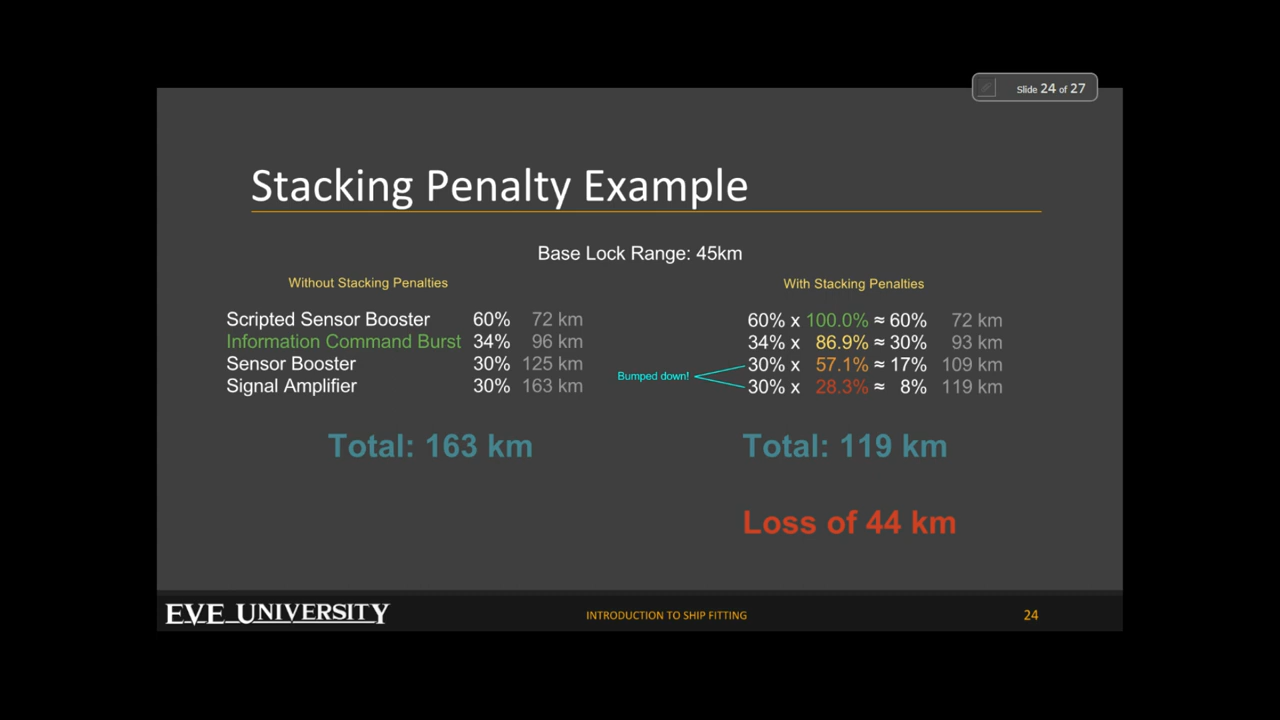 Slide 24 of 27
Stacking Penalty Example
Base Lock Range: 45km
Without Stacking Penalties
Scripted Sensor Booster 60% 72 km
Information Command Burst 34% 96 km
Sensor Booster 30% 125 km
Signal Amplifier 30% 163 km
Total: 163 km
With Stacking Penalties
60% x 100.0% ≈ 60% 72 km
34% x 86.9% ≈ 30% 93 km
Bumped down!
30% x 57.1% ≈ 17% 109 km
30% x 28.3% ≈ 8% 119 km
Total: 119 km
Loss of 44 km
EVE UNIVERSITY
INTRODUCTION TO SHIP FITTING
24